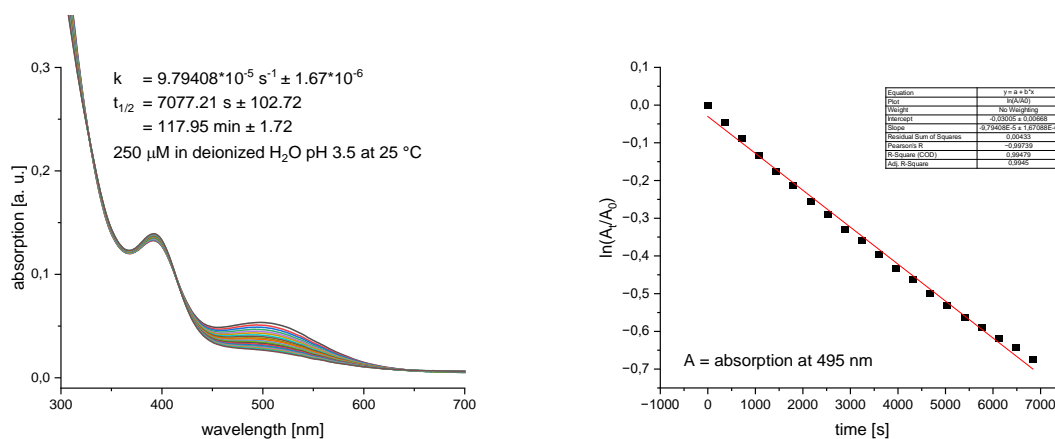 0,3
0,2
0,1
0,0
300
400
500
600
700
absorption [a. u.]
wavelength [nm]
k = 9.79408*10⁻⁵ s⁻¹ ± 1.67*10⁻⁶
t₁/₂ = 7077.21 s ± 102.72
= 117.95 min ± 1.72
250 μM in deionized H₂O pH 3.5 at 25 °C
0,1
0,0
−0,1
−0,2
−0,3
−0,4
−0,5
−0,6
−0,7
−1000
0
1000
2000
3000
4000
5000
6000
7000
ln(Aₜ/A₀)
time [s]
A = absorption at 495 nm
Equation y = a + b*x
Plot ln(A/A0)
Weight No Weighting
Intercept -0,03005 ± 0,00668
Slope -9,79408E-5 ± 1,67088E-
Residual Sum of Squares 0,00433
Pearson's R −0,99739
R-Square (COD) 0,99479
Adj. R-Square 0,9945